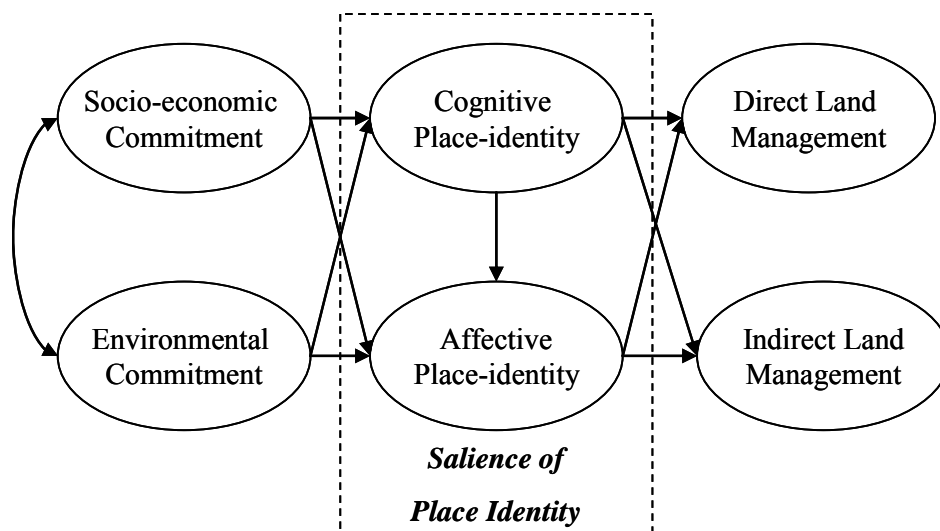 Socio-economic
Commitment
Cognitive
Place-identity
Direct Land
Management
Environmental
Commitment
Affective
Place-identity
Indirect Land
Management
Salience of
Place Identity